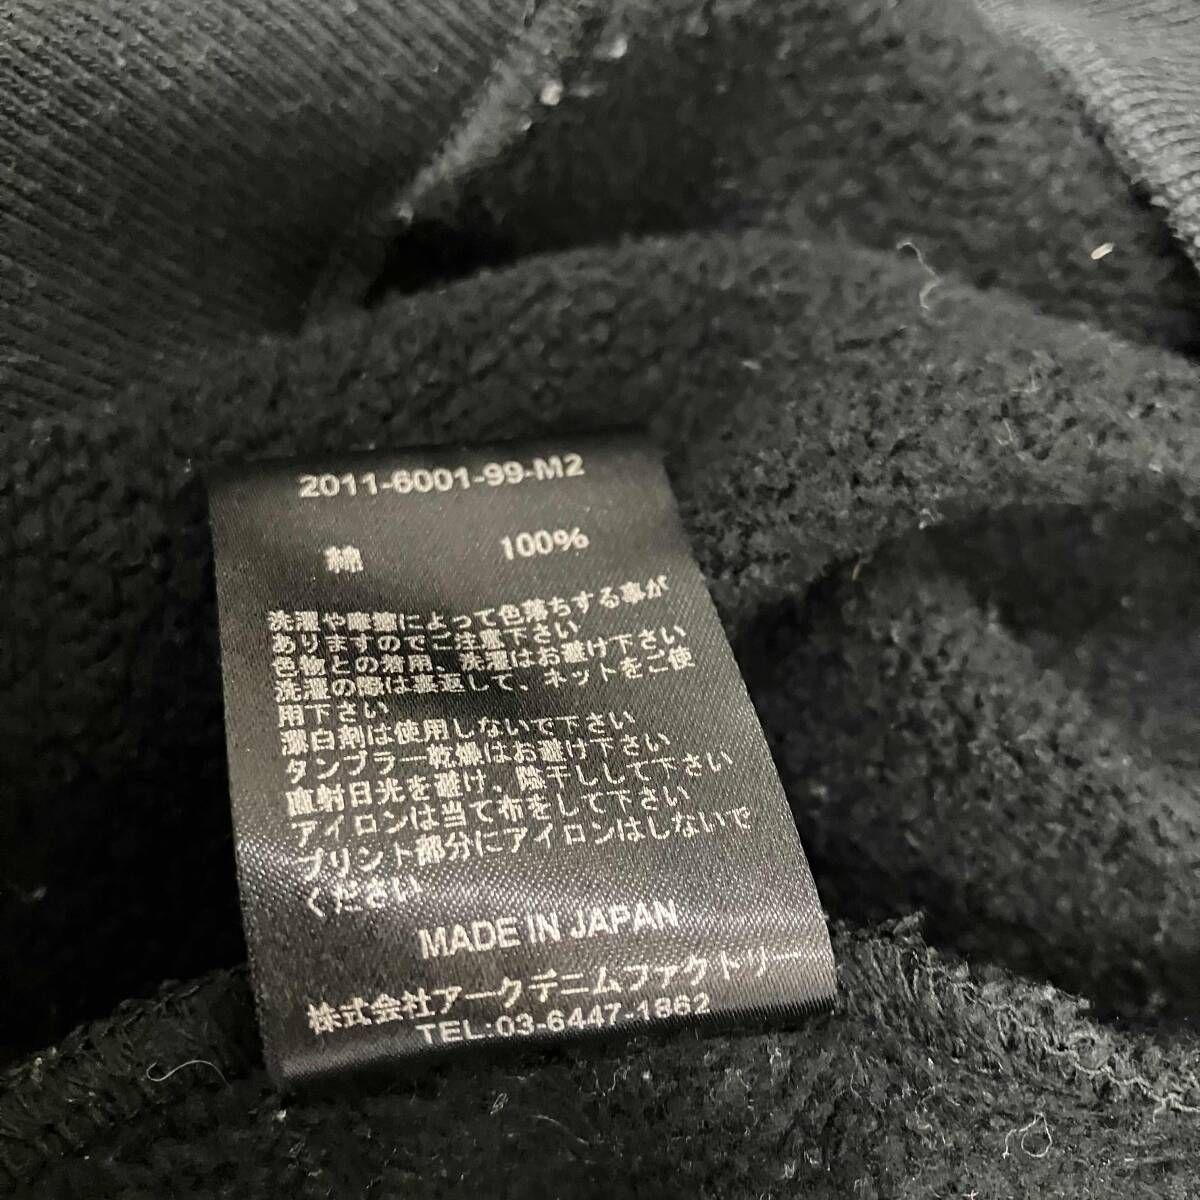 2011-6001-99-M2
綿 100%
洗濯や摩擦によって色落ちする事が
ありますのでご注意下さい
色物との着用、洗濯はお避け下さい
洗濯の際は裏返して、ネットをご使
用下さい
漂白剤は使用しないで下さい
タンブラー乾燥はお避け下さい
直射日光を避け、陰干しして下さい
アイロンは当て布をして下さい
プリント部分にアイロンはしないで
ください
MADE IN JAPAN
株式会社アークデニムファクトリー
TEL:03-6447-1862